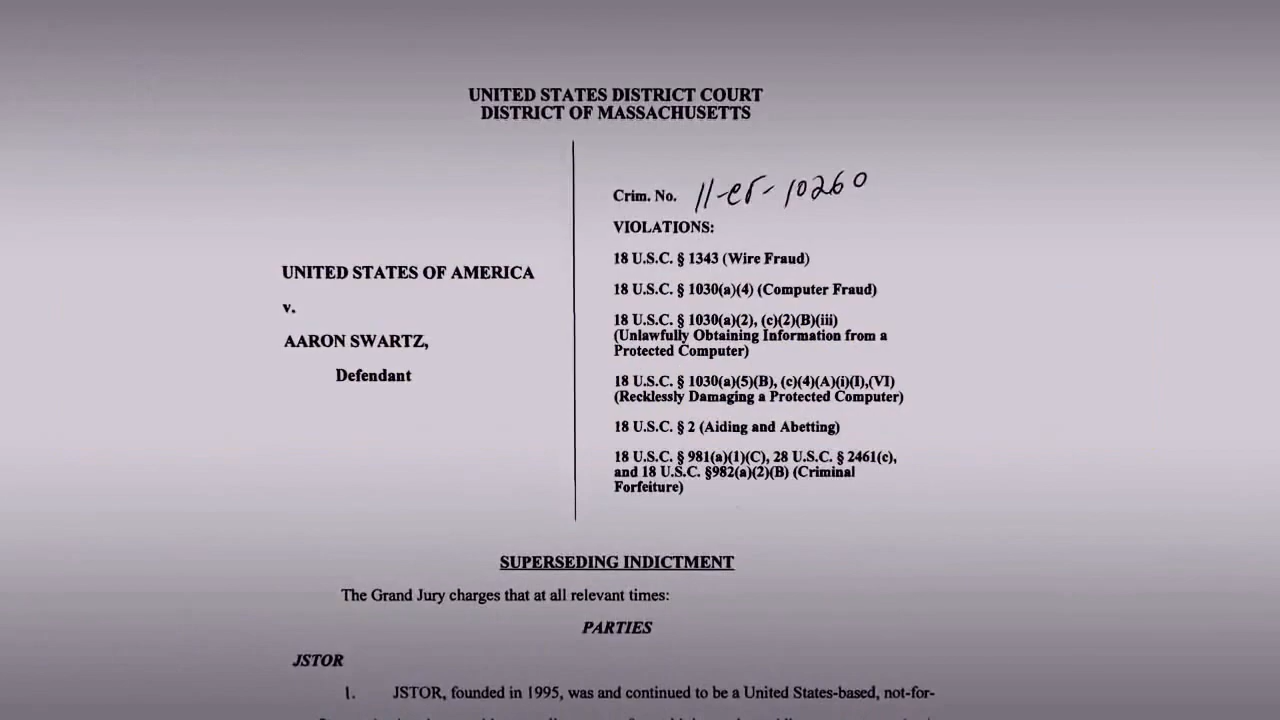 UNITED STATES DISTRICT COURT
DISTRICT OF MASSACHUSETTS
UNITED STATES OF AMERICA
v.
AARON SWARTZ,
Defendant
Crim. No. 11-cr-10260
VIOLATIONS:
18 U.S.C. § 1343 (Wire Fraud)
18 U.S.C. § 1030(a)(4) (Computer Fraud)
18 U.S.C. § 1030(a)(2), (c)(2)(B)(iii)
(Unlawfully Obtaining Information from a
Protected Computer)
18 U.S.C. § 1030(a)(5)(B), (c)(4)(A)(i)(I),(VI)
(Recklessly Damaging a Protected Computer)
18 U.S.C. § 2 (Aiding and Abetting)
18 U.S.C. § 981(a)(1)(C), 28 U.S.C. § 2461(c),
and 18 U.S.C. §982(a)(2)(B) (Criminal
Forfeiture)
SUPERSEDING INDICTMENT
The Grand Jury charges that at all relevant times:
PARTIES
JSTOR
1. JSTOR, founded in 1995, was and continued to be a United States-based, not-for-